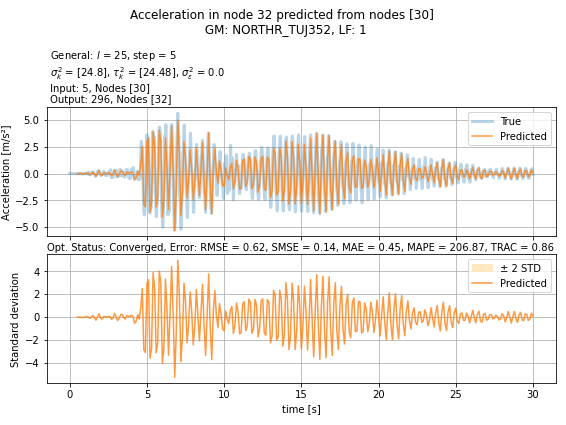 Acceleration in node 32 predicted from nodes [30]
GM: NORTHR_TUJ352, LF: 1
General: l = 25, step = 5
σ²ₖ = [24.8], τ²ₖ = [24.48], σ²ₑ = 0.0
Input: 5, Nodes [30]
Output: 296, Nodes [32]
Acceleration [m/s²]
5.0
2.5
0.0
−2.5
−5.0
True
Predicted
Opt. Status: Converged, Error: RMSE = 0.62, SMSE = 0.14, MAE = 0.45, MAPE = 206.87, TRAC = 0.86
Standard deviation
4
2
0
−2
−4
± 2 STD
Predicted
0 5 10 15 20 25 30
time [s]